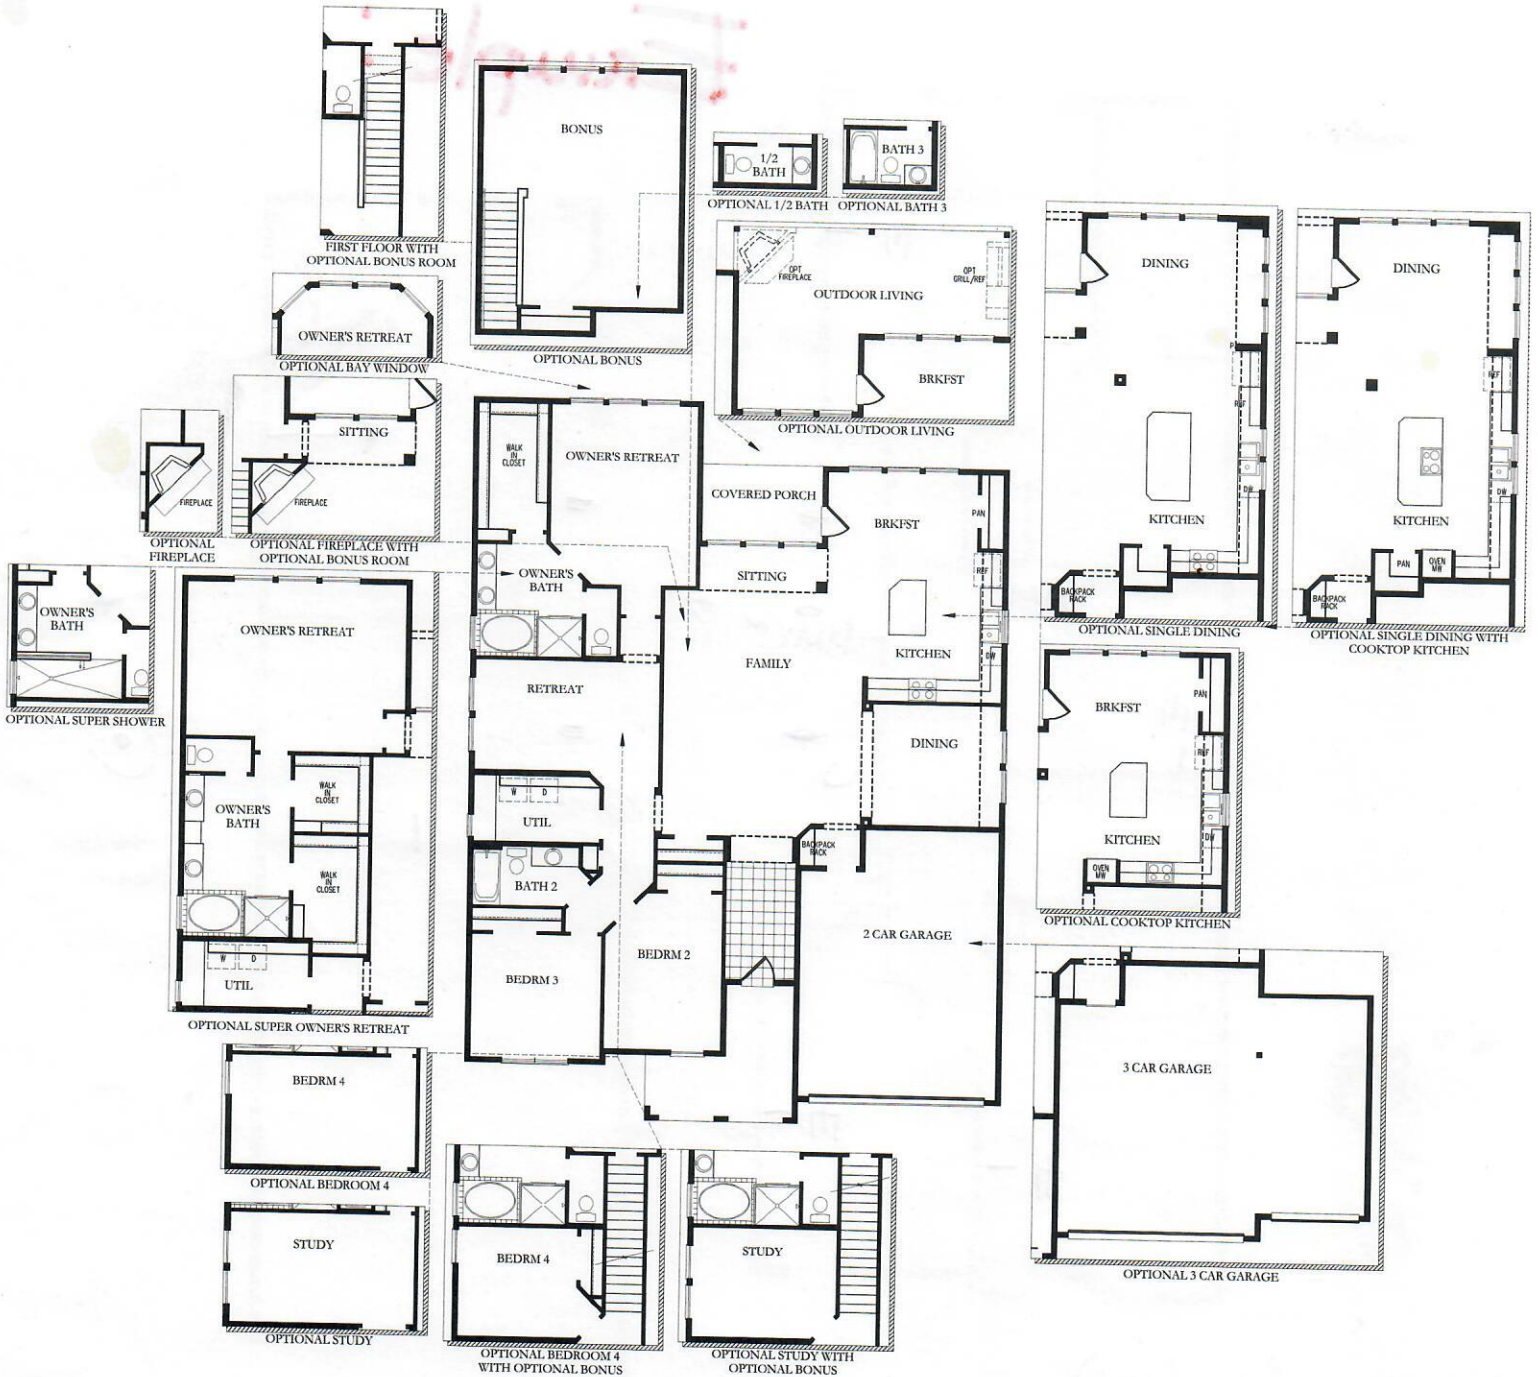 FIRST FLOOR WITH
OPTIONAL BONUS ROOM
BONUS
OPTIONAL BONUS
1/2
BATH
OPTIONAL 1/2 BATH
BATH 3
OPTIONAL BATH 3
OWNER'S RETREAT
OPTIONAL BAY WINDOW
OPT
FIREPLACE
OPT
GRILL/REF
OUTDOOR LIVING
BRKFST
OPTIONAL OUTDOOR LIVING
DINING
REF
DW
KITCHEN
BACKPACK
RACK
OPTIONAL SINGLE DINING
DINING
REF
DW
KITCHEN
PAN
OVEN
MW
BACKPACK
RACK
OPTIONAL SINGLE DINING WITH
COOKTOP KITCHEN
FIREPLACE
OPTIONAL
FIREPLACE
SITTING
FIREPLACE
OPTIONAL FIREPLACE WITH
OPTIONAL BONUS ROOM
WALK
IN
CLOSET
OWNER'S RETREAT
COVERED PORCH
BRKFST
PAN
REF
SITTING
OWNER'S
BATH
KITCHEN
DW
FAMILY
RETREAT
DINING
W
D
UTIL
BACKPACK
RACK
BATH 2
2 CAR GARAGE
BEDRM 2
BEDRM 3
OWNER'S
BATH
OPTIONAL SUPER SHOWER
OWNER'S RETREAT
WALK
IN
CLOSET
OWNER'S
BATH
WALK
IN
CLOSET
W
D
UTIL
OPTIONAL SUPER OWNER'S RETREAT
BRKFST
PAN
REF
KITCHEN
DW
OVEN
MW
OPTIONAL COOKTOP KITCHEN
3 CAR GARAGE
OPTIONAL 3 CAR GARAGE
BEDRM 4
OPTIONAL BEDROOM 4
STUDY
OPTIONAL STUDY
BEDRM 4
OPTIONAL BEDROOM 4
WITH OPTIONAL BONUS
STUDY
OPTIONAL STUDY WITH
OPTIONAL BONUS